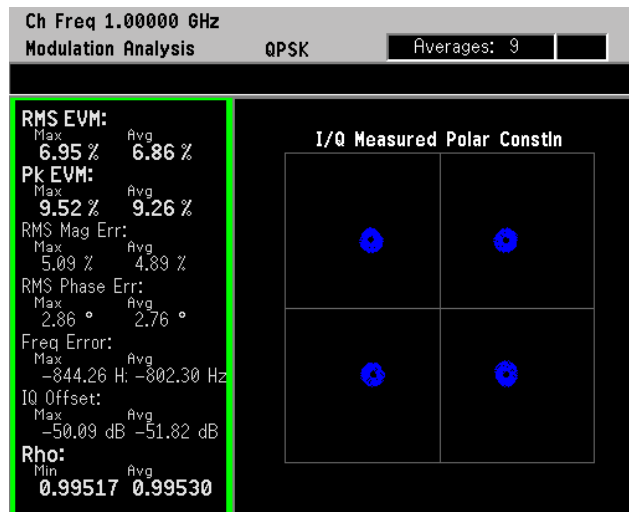 Ch Freq 1.00000 GHz
Modulation Analysis QPSK Averages: 9
I/Q Measured Polar Constln
RMS EVM:
Max Avg
6.95 % 6.86 %
Pk EVM:
Max Avg
9.52 % 9.26 %
RMS Mag Err:
Max Avg
5.09 % 4.89 %
RMS Phase Err:
Max Avg
2.86 ° 2.76 °
Freq Error:
Max Avg
-844.26 H: -802.30 Hz
IQ Offset:
Max Avg
-50.09 dB -51.82 dB
Rho:
Min Avg
0.99517 0.99530